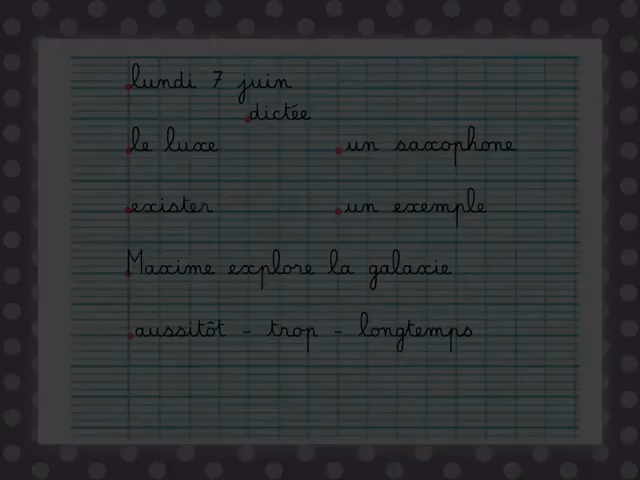 lundi 7 juin
dictée
le luxe un saxophone
exister un exemple
Maxime explore la galaxie.
aussitôt - trop - longtemps